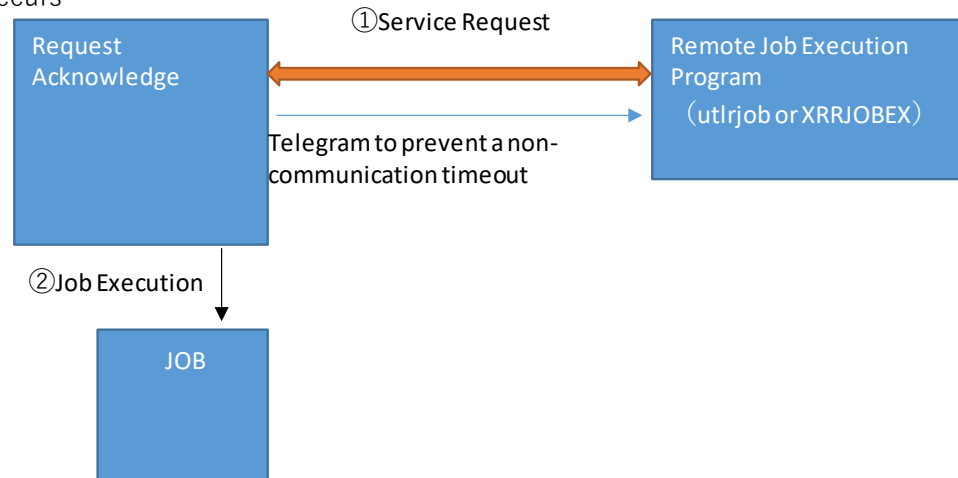 ①Service Request
Request
Acknowledge
Remote Job Execution
Program
（utlrjob or XRRJOBEX）
Telegram to prevent a non-
communication timeout
②Job Execution
JOB